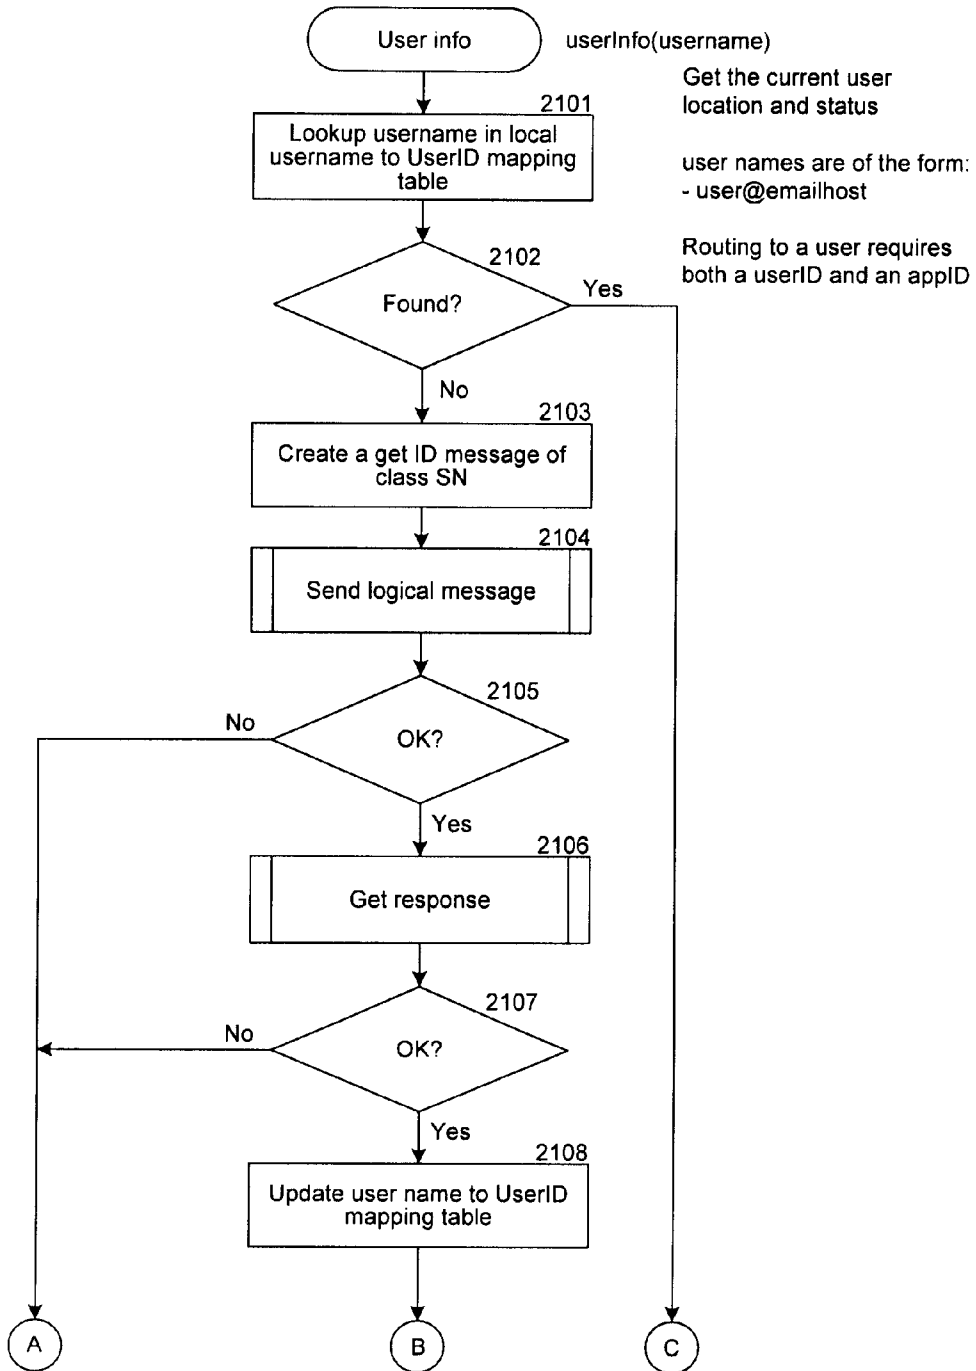 User info
userInfo(username)
Get the current user
location and status
user names are of the form:
- user@emailhost
Routing to a user requires
both a userID and an appID
2101
Lookup username in local
username to UserID mapping
table
2102
Found?
Yes
No
2103
Create a get ID message of
class SN
2104
Send logical message
2105
No
OK?
Yes
2106
Get response
2107
No
OK?
Yes
2108
Update user name to UserID
mapping table
A
B
C